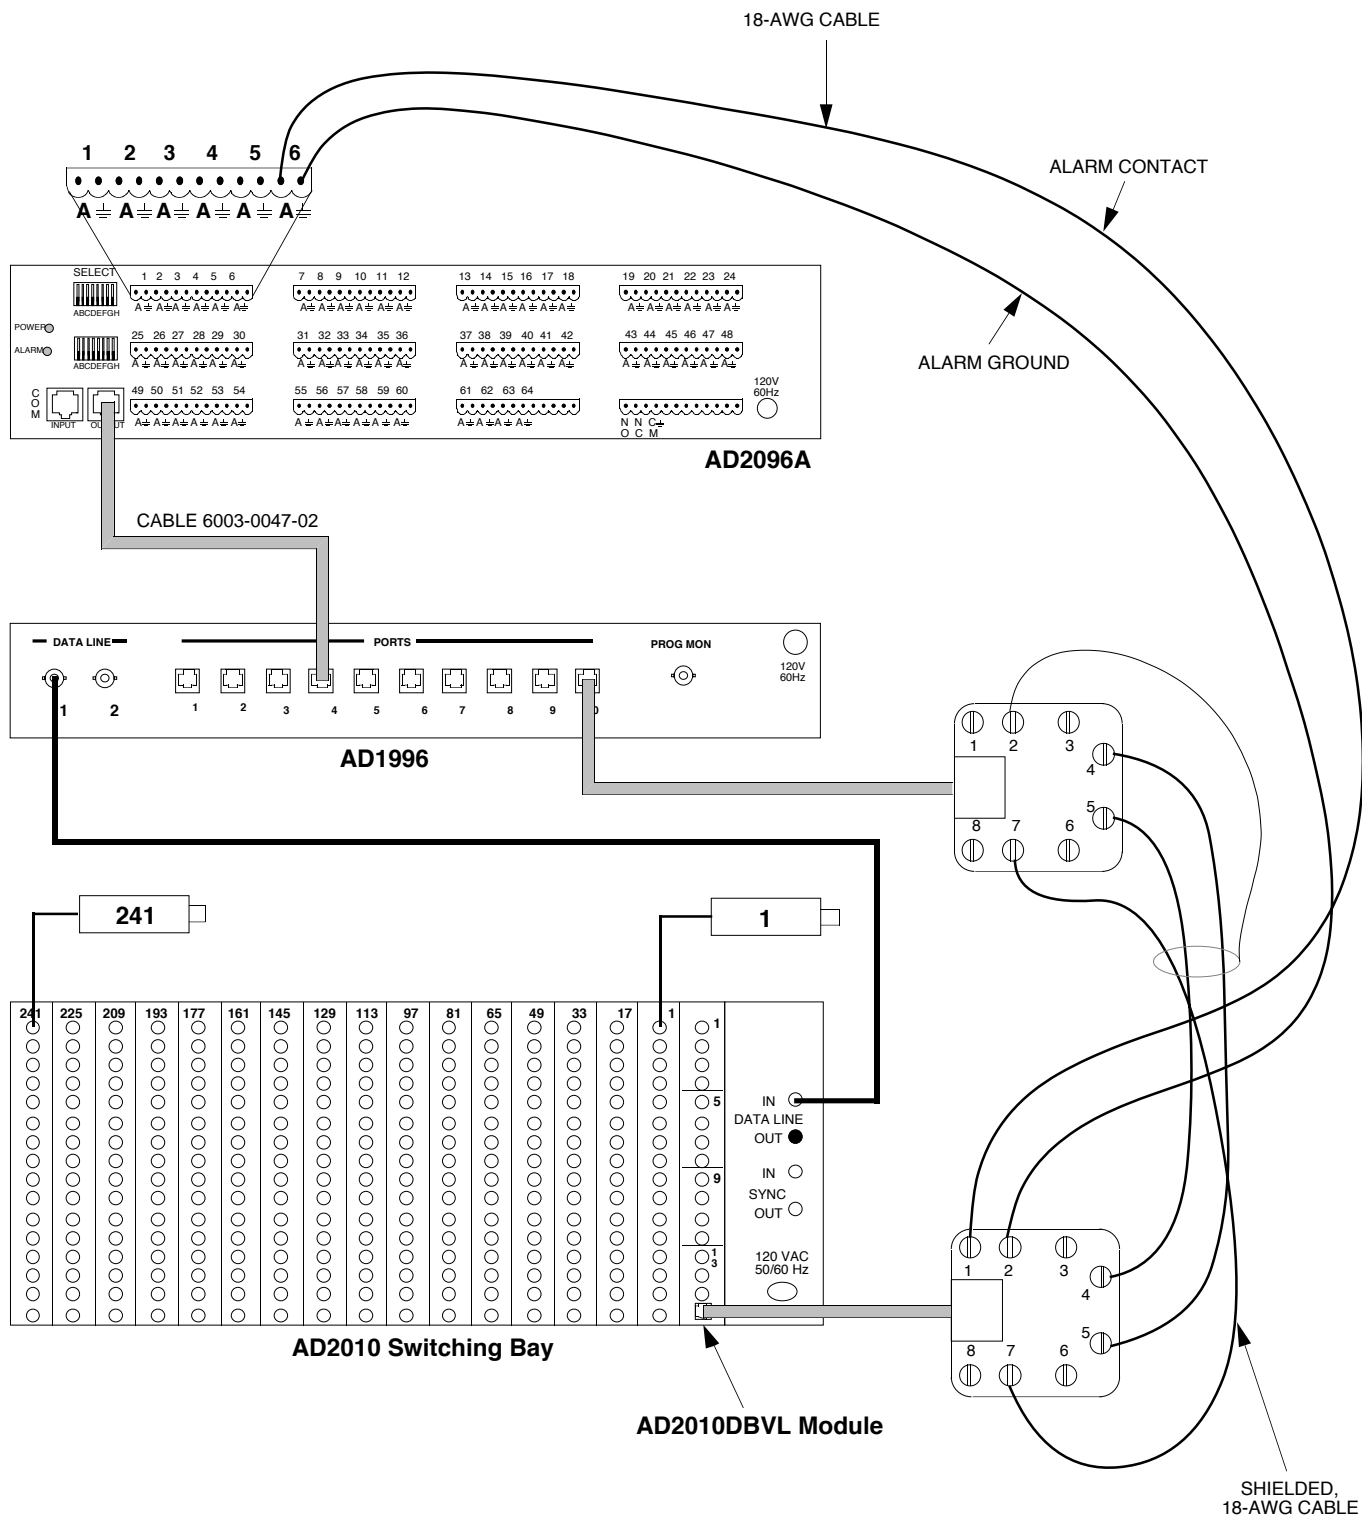 18-AWG CABLE
ALARM CONTACT
ALARM GROUND
1 2 3 4 5 6
A A A A A A
SELECT
ABCDEFGH
POWER
ALARM
ABCDEFGH
1 2 3 4 5 6
A A A A A A
7 8 9 10 11 12
A A A A A A
13 14 15 16 17 18
A A A A A A
19 20 21 22 23 24
A A A A A A
25 26 27 28 29 30
A A A A A A
31 32 33 34 35 36
A A A A A A
37 38 39 40 41 42
A A A A A A
43 44 45 46 47 48
A A A A A A
COM
INPUT
49 50 51 52 53 54
A A A A A A
55 56 57 58 59 60
A A A A A A
61 62 63 64
A A A A
N N C
O C M
120V
60Hz
AD2096A
CABLE 6003-0047-02
DATA LINE
1 2
PORTS
1 2 3 4 5 6 7 8 9
PROG MON
120V
60Hz
AD1996
1 2 3
4
5
8 7 6
241
1
241 225 209 193 177 161 145 129 113 97 81 65 49 33 17 1
1
5
9
13
IN
DATA LINE
OUT
IN
SYNC
OUT
120 VAC
50/60 Hz
AD2010 Switching Bay
AD2010DBVL Module
1 2 3
4
5
8 7 6
SHIELDED,
18-AWG CABLE